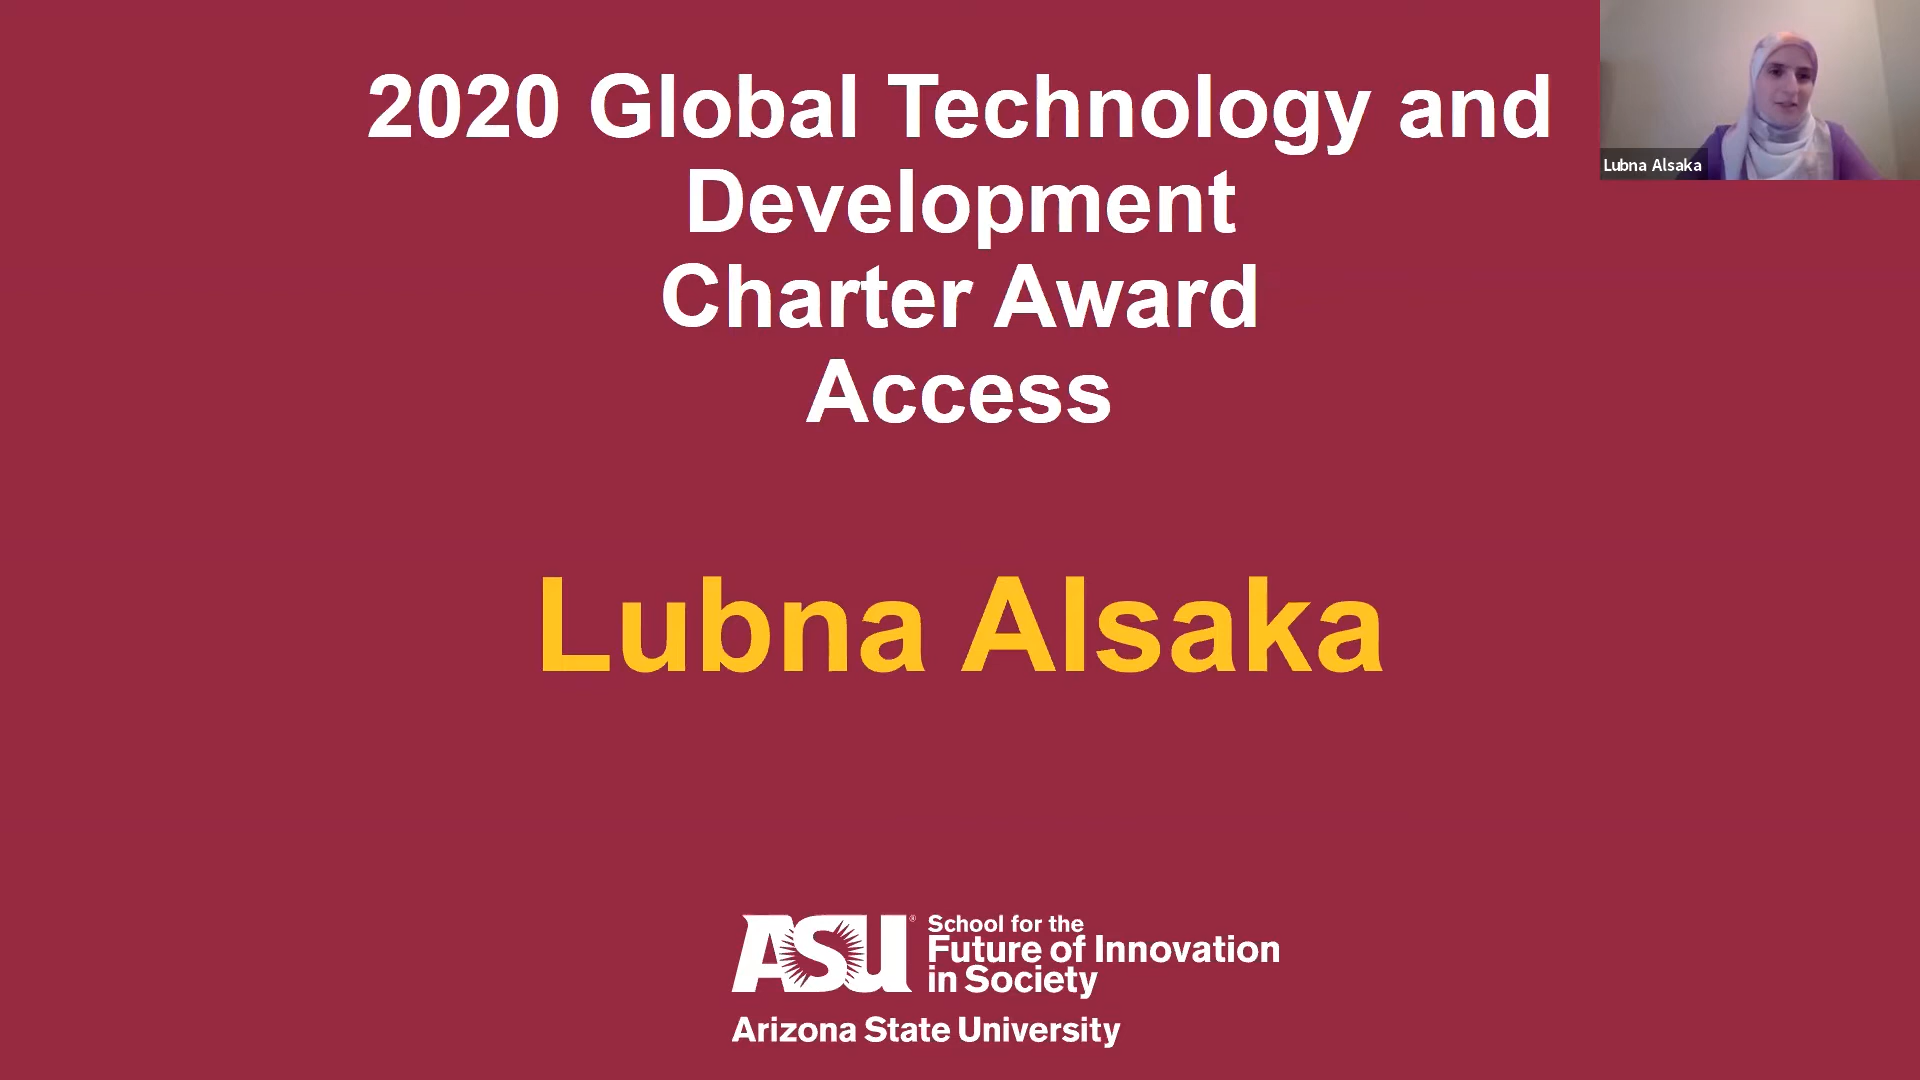 2020 Global Technology and
Development
Charter Award
Access
Lubna Alsaka
Lubna Alsaka
ASU®
School for the
Future of Innovation
in Society
Arizona State University